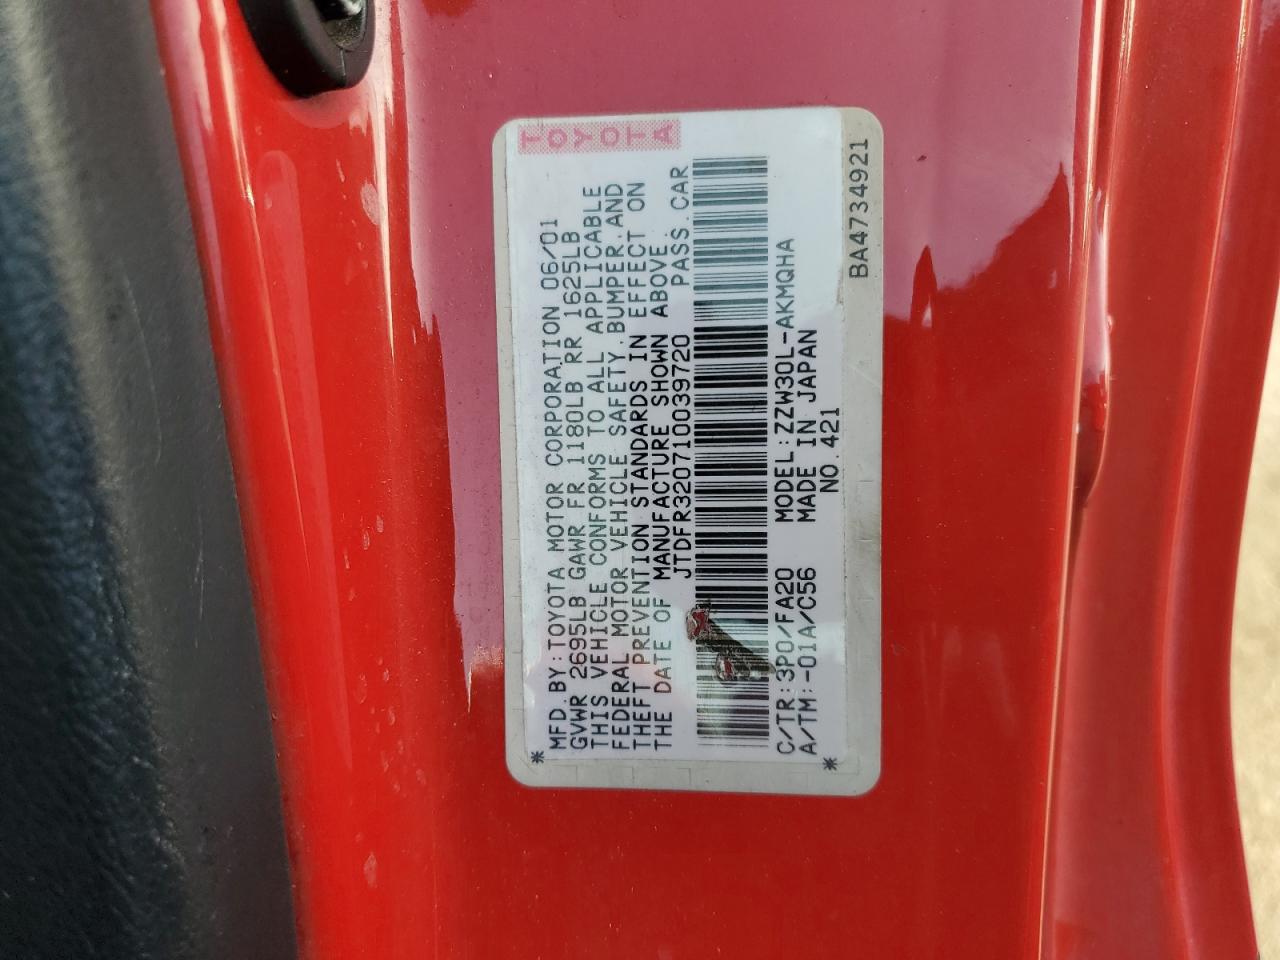 TOYOTA
MFD. BY: TOYOTA MOTOR CORPORATION 06/01
GVWR 2695LB GAWR FR 1180LB RR 1625LB
THIS VEHICLE CONFORMS TO ALL APPLICABLE
FEDERAL MOTOR VEHICLE SAFETY,BUMPER,AND
THEFT PREVENTION STANDARDS IN EFFECT ON
THE DATE OF MANUFACTURE SHOWN ABOVE.
JTDFR320710039720 PASS.CAR
C/TR:3P0/FA20 MODEL:ZZW30L-AKMQHA
A/TM:-01A/C56 MADE IN JAPAN
NO.421
* *
BA4734921